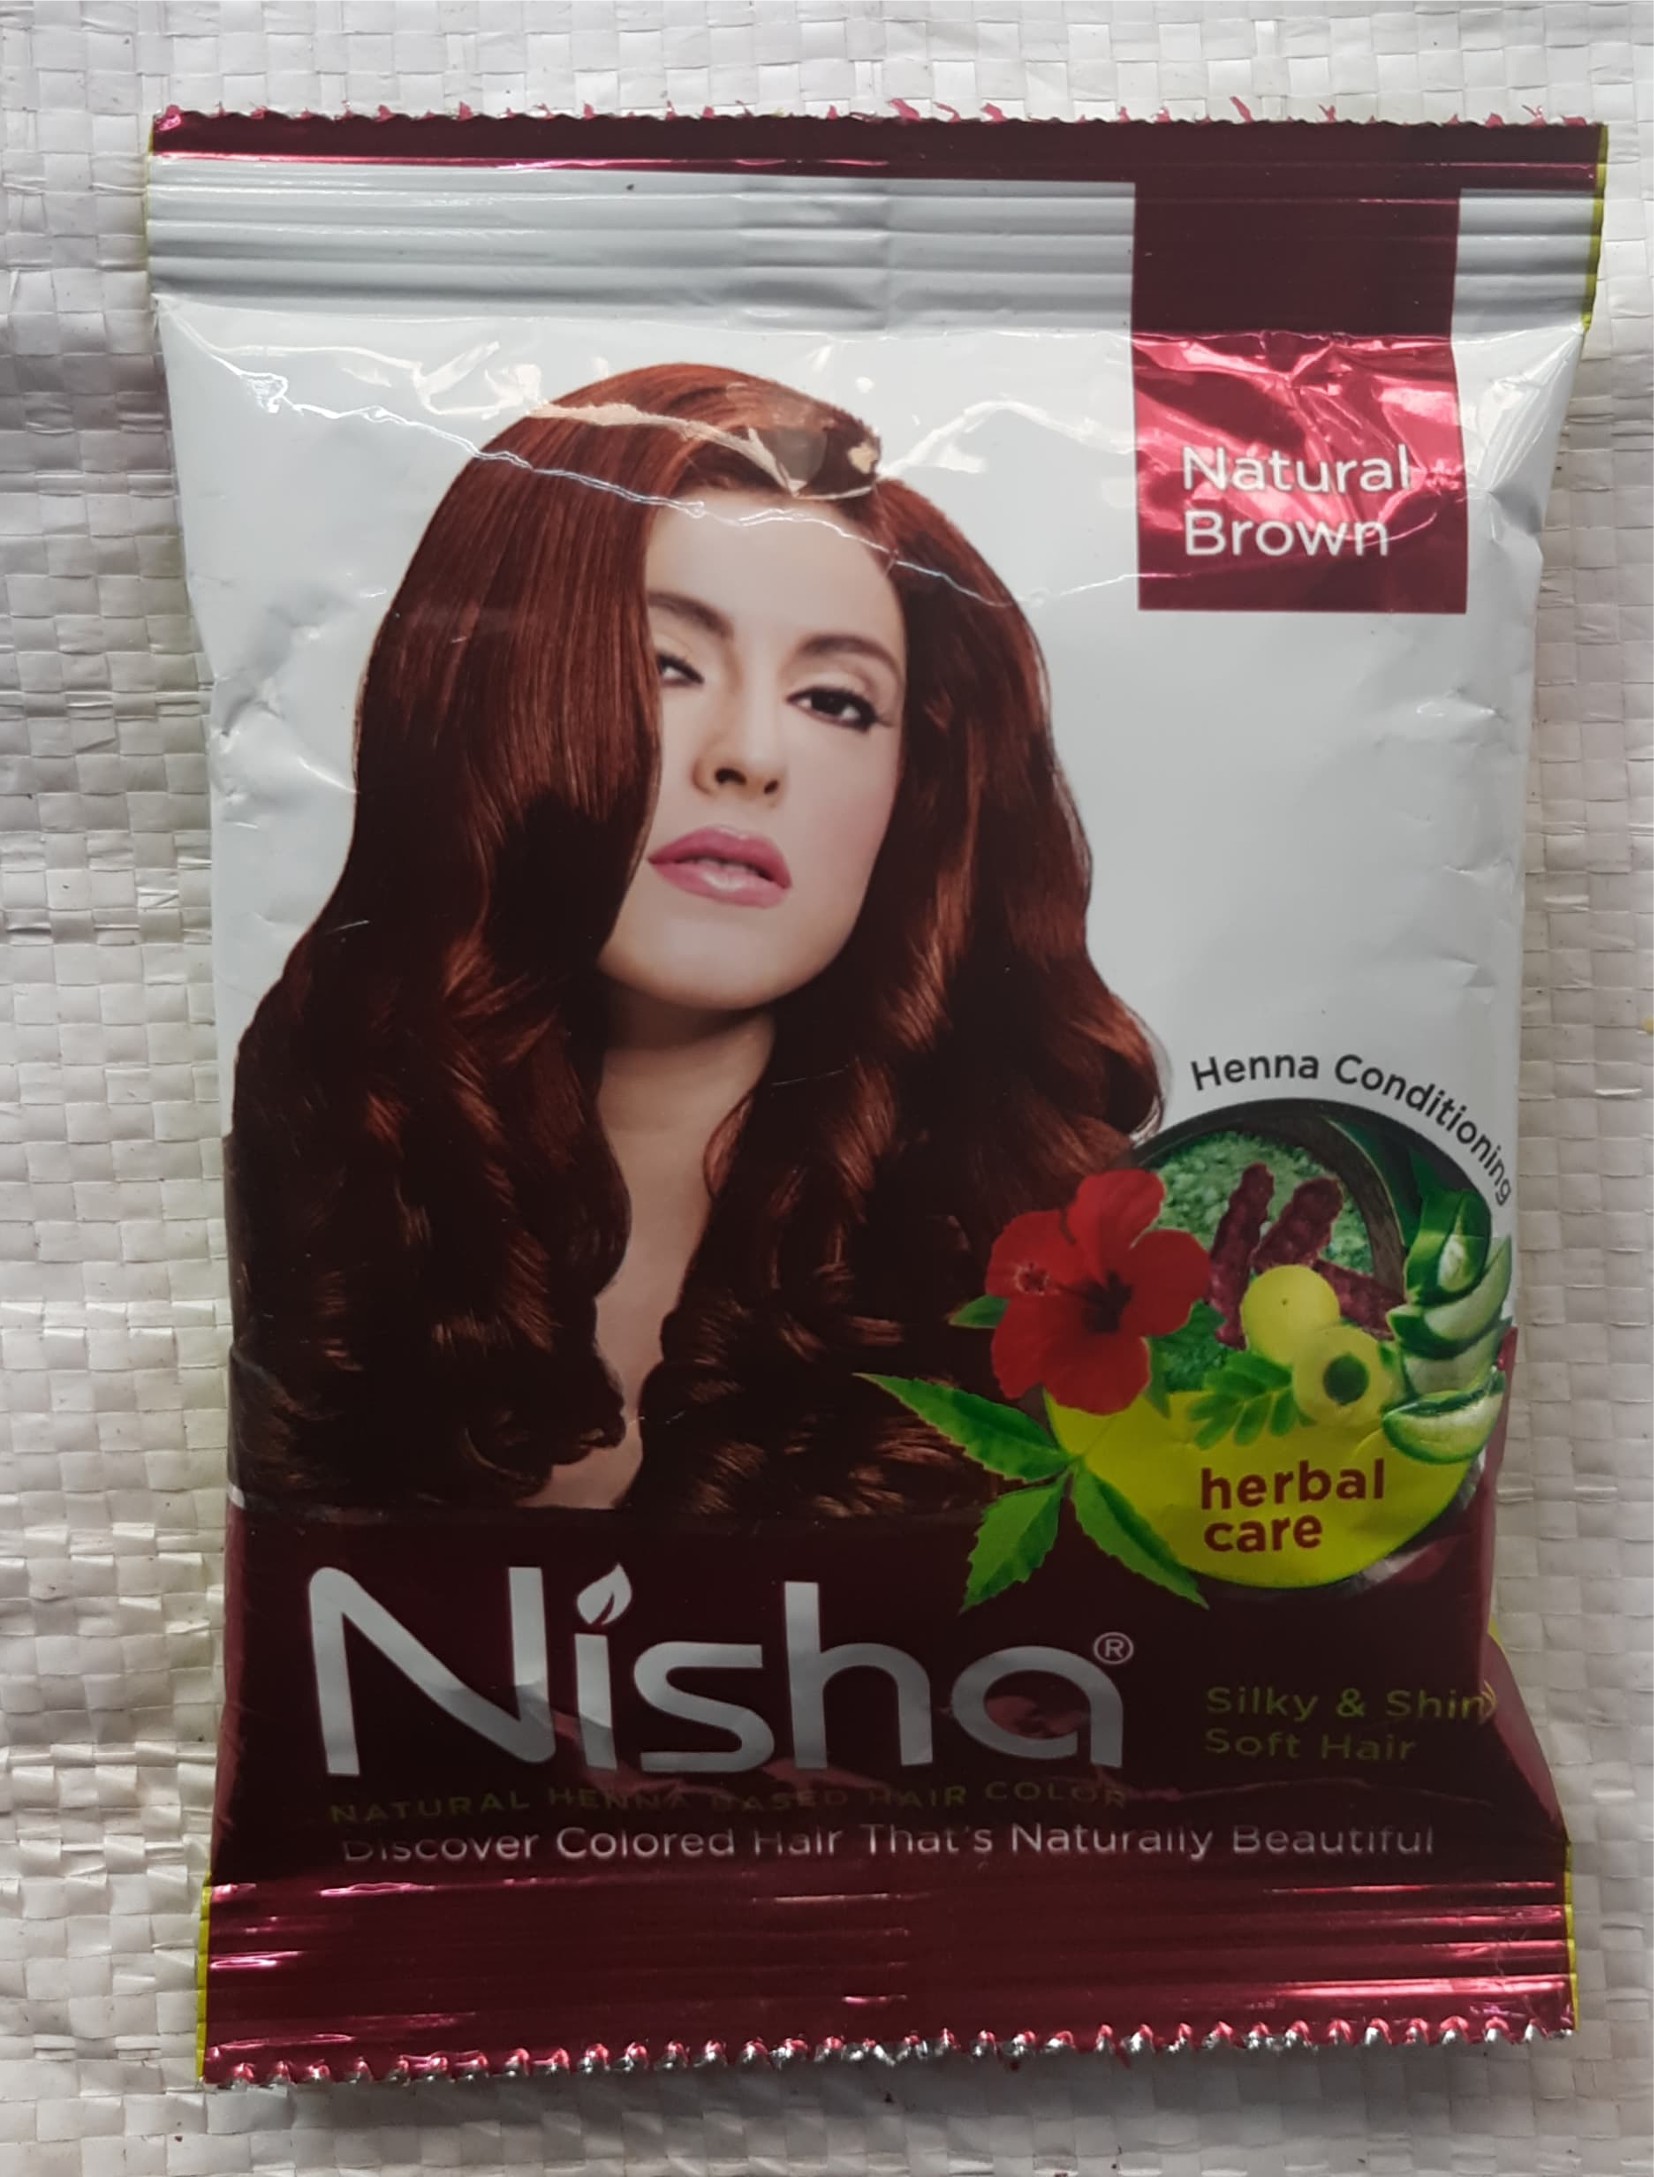 Natural
Brown
Henna Conditioning
herbal
care
Nisha®
Silky & Shiny
Soft Hair
NATURAL HENNA BASED HAIR COLOR
Discover Colored Hair That's Naturally Beautiful